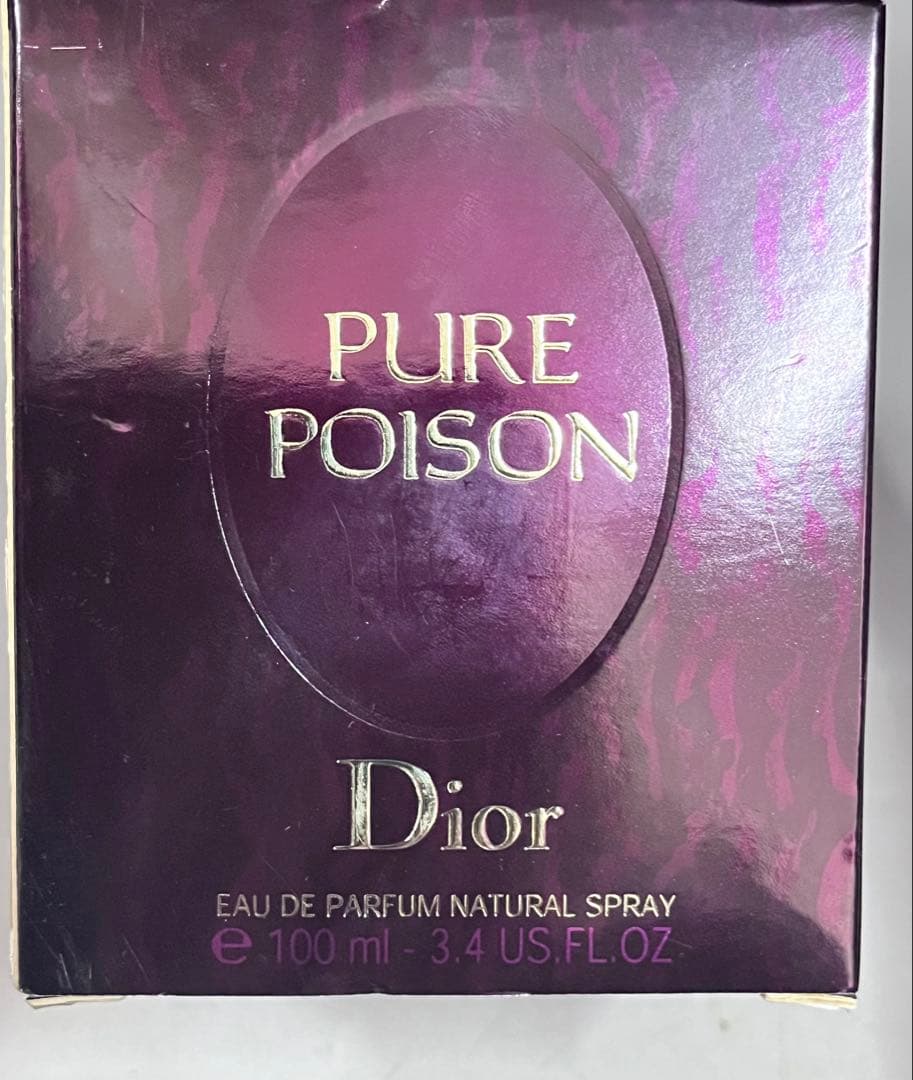 PURE
POISON
Dior
EAU DE PARFUM NATURAL SPRAY
e 100 ml - 3.4 US.FL.OZ